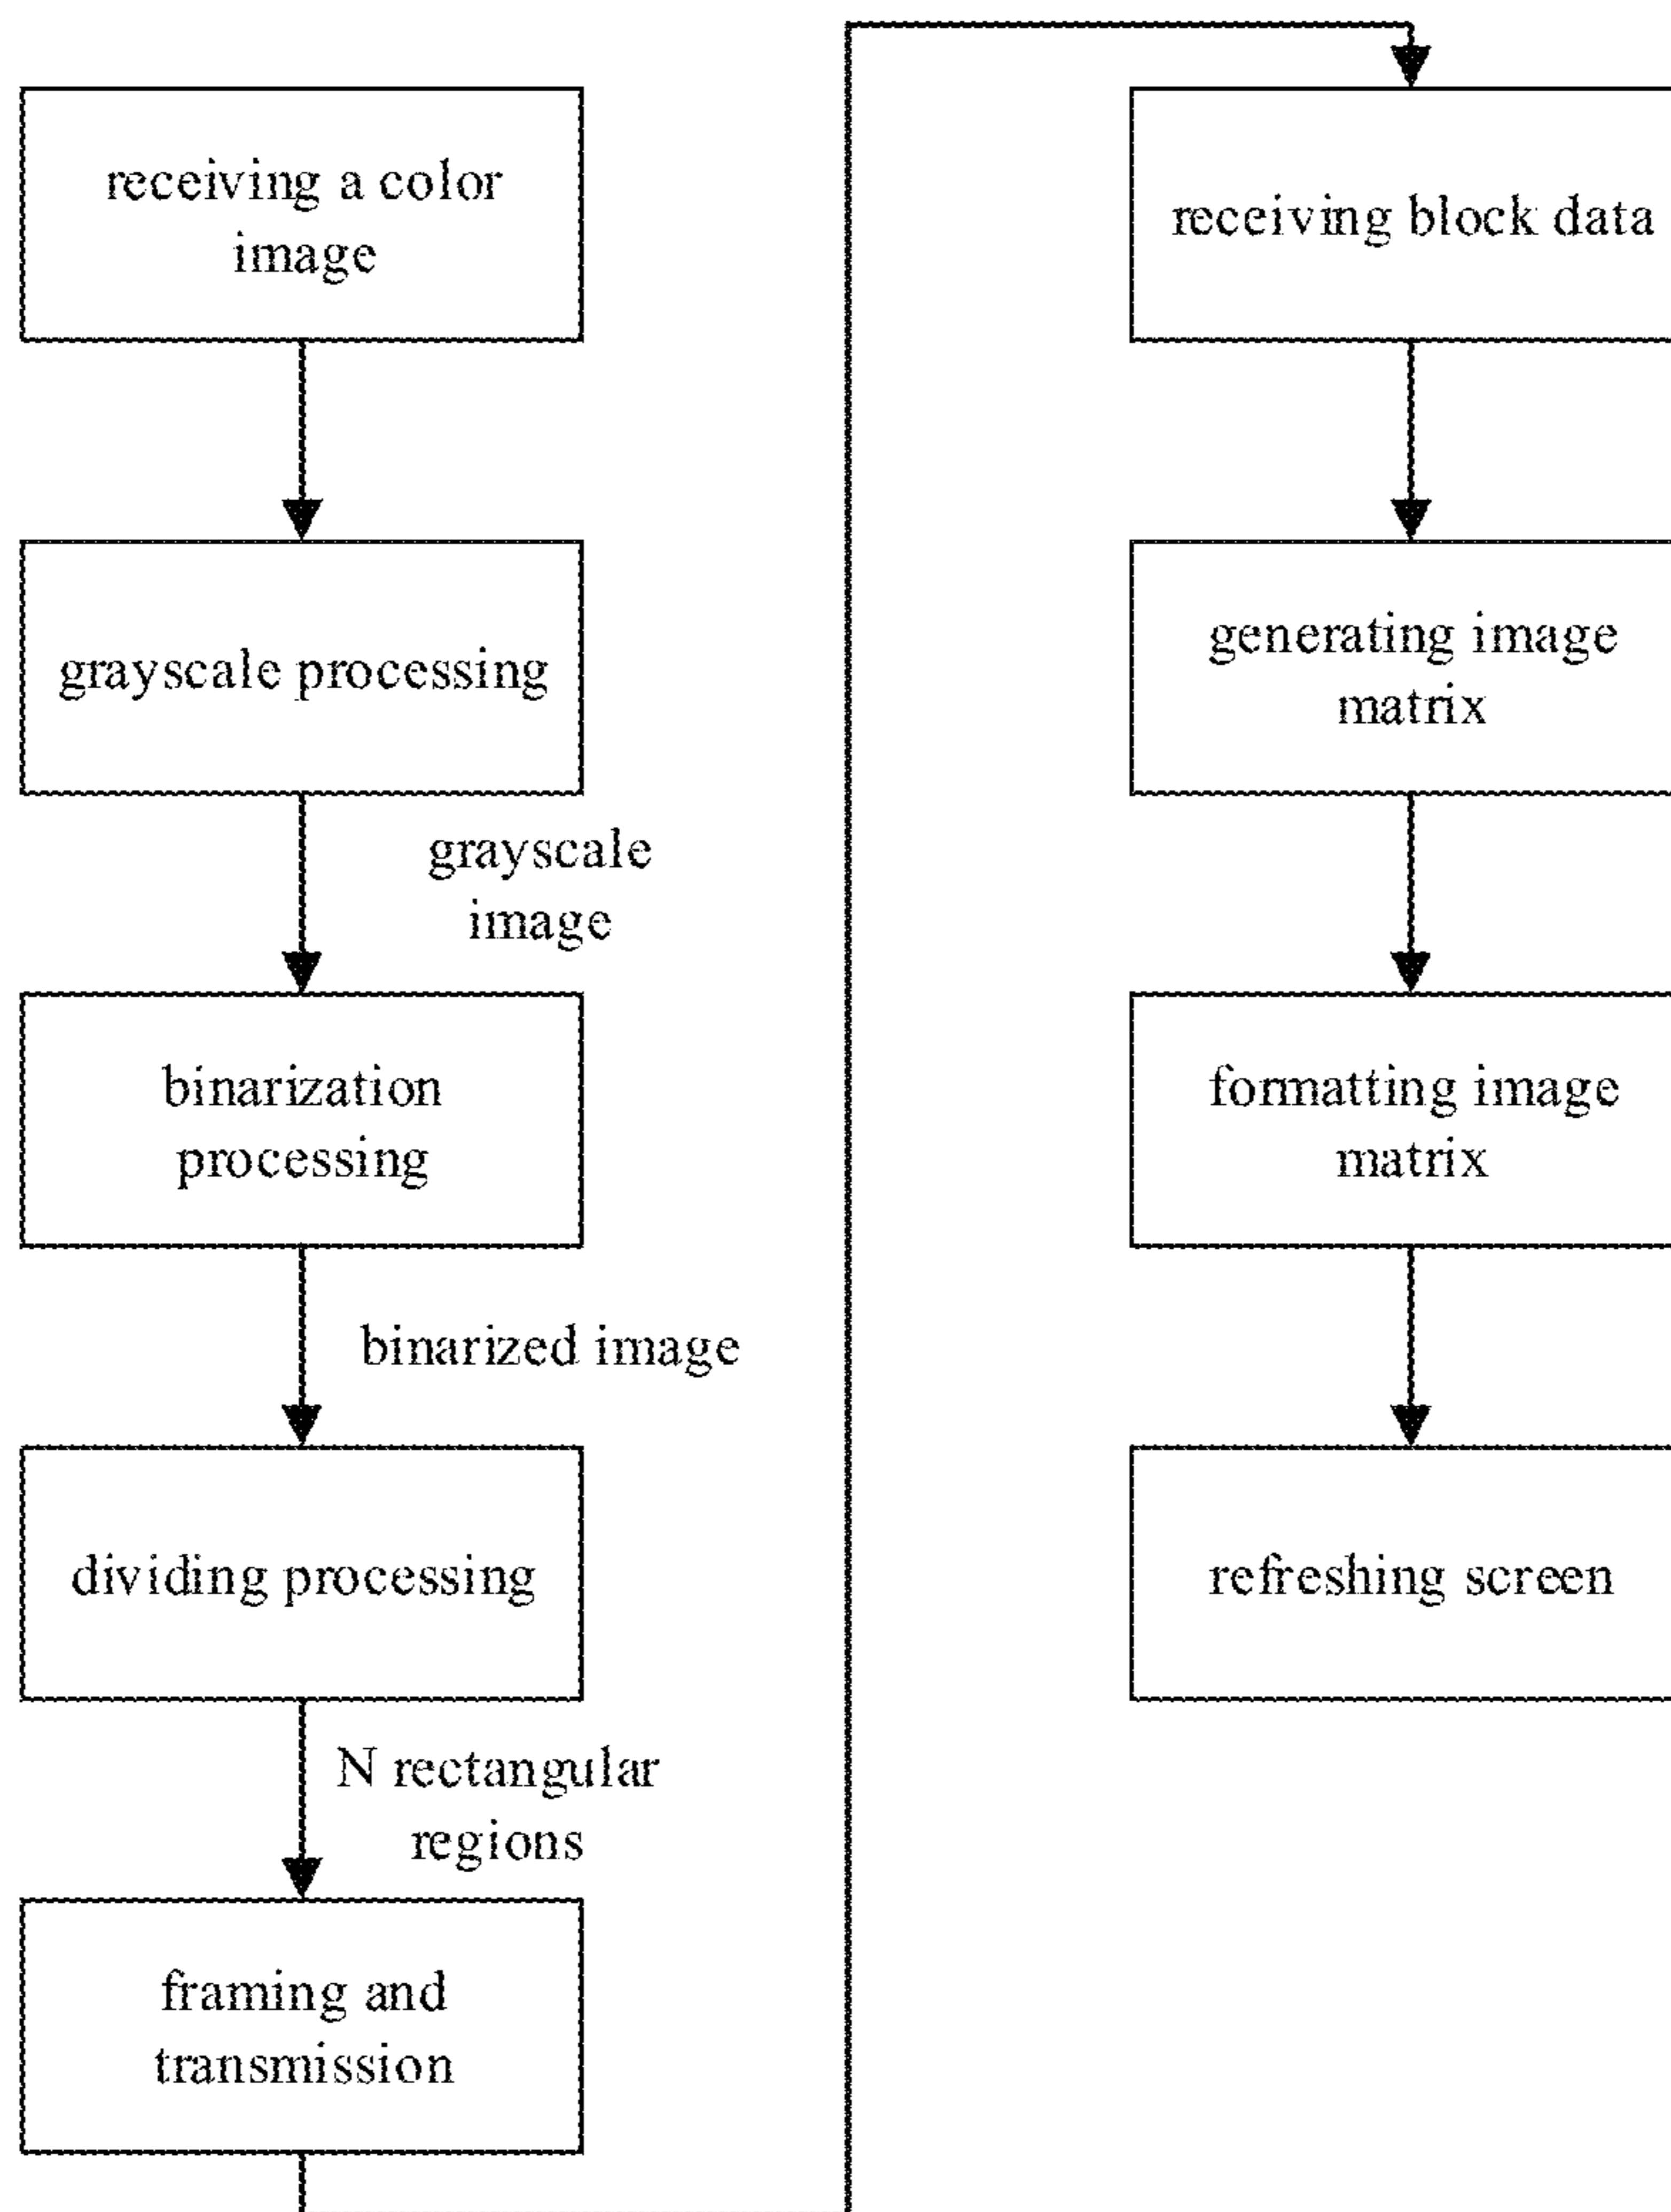 receiving a color
image
grayscale processing
grayscale
image
binarization
processing
binarized image
dividing processing
N rectangular
regions
framing and
transmission
receiving block data
generating image
matrix
formatting image
matrix
refreshing screen